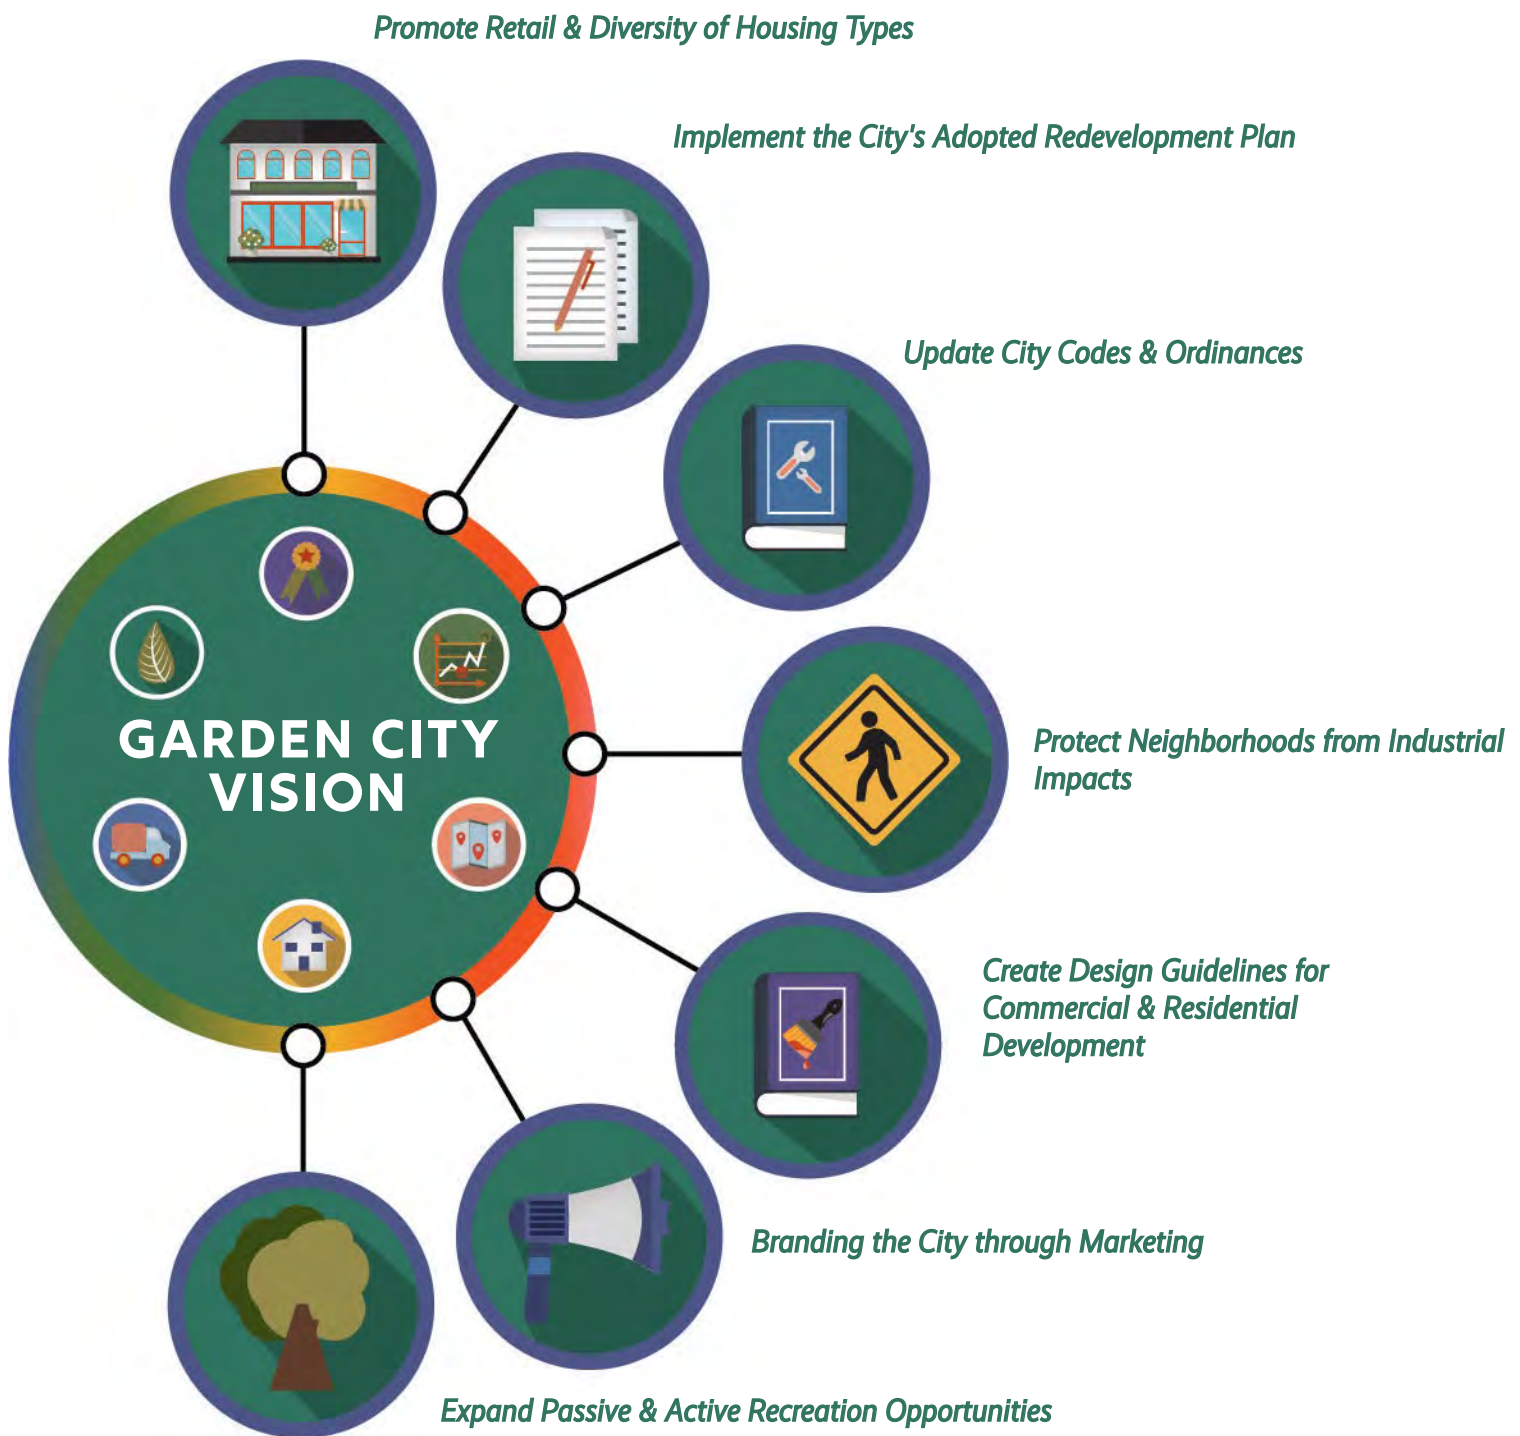 Promote Retail & Diversity of Housing Types
Implement the City's Adopted Redevelopment Plan
Update City Codes & Ordinances
GARDEN CITY
VISION
Protect Neighborhoods from Industrial
Impacts
Create Design Guidelines for
Commercial & Residential
Development
Branding the City through Marketing
Expand Passive & Active Recreation Opportunities